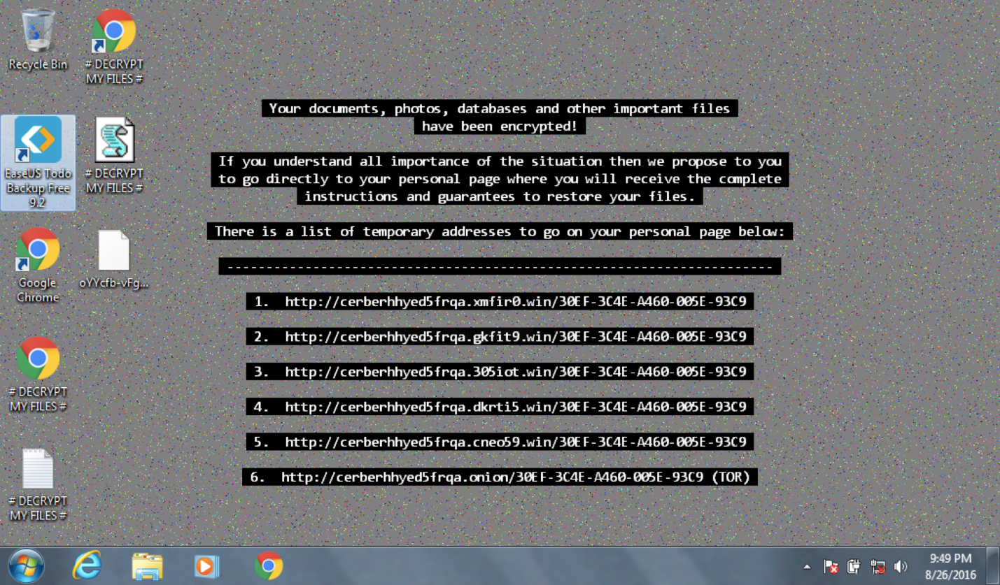 Recycle Bin
# DECRYPT
MY FILES #
EaseUS Todo
Backup Free
9.2
# DECRYPT
MY FILES #
Google
Chrome
oYYcfb-vFg...
# DECRYPT
MY FILES #
# DECRYPT
MY FILES #
Your documents, photos, databases and other important files
have been encrypted!
If you understand all importance of the situation then we propose to you
to go directly to your personal page where you will receive the complete
instructions and guarantees to restore your files.
There is a list of temporary addresses to go on your personal page below:
----------------------------------------------------------------------
1. http://cerberhhyed5frqa.xmfir0.win/30EF-3C4E-A460-005E-93C9
2. http://cerberhhyed5frqa.gkfit9.win/30EF-3C4E-A460-005E-93C9
3. http://cerberhhyed5frqa.305iot.win/30EF-3C4E-A460-005E-93C9
4. http://cerberhhyed5frqa.dkrti5.win/30EF-3C4E-A460-005E-93C9
5. http://cerberhhyed5frqa.cneo59.win/30EF-3C4E-A460-005E-93C9
6. http://cerberhhyed5frqa.onion/30EF-3C4E-A460-005E-93C9 (TOR)
9:49 PM
8/26/2016